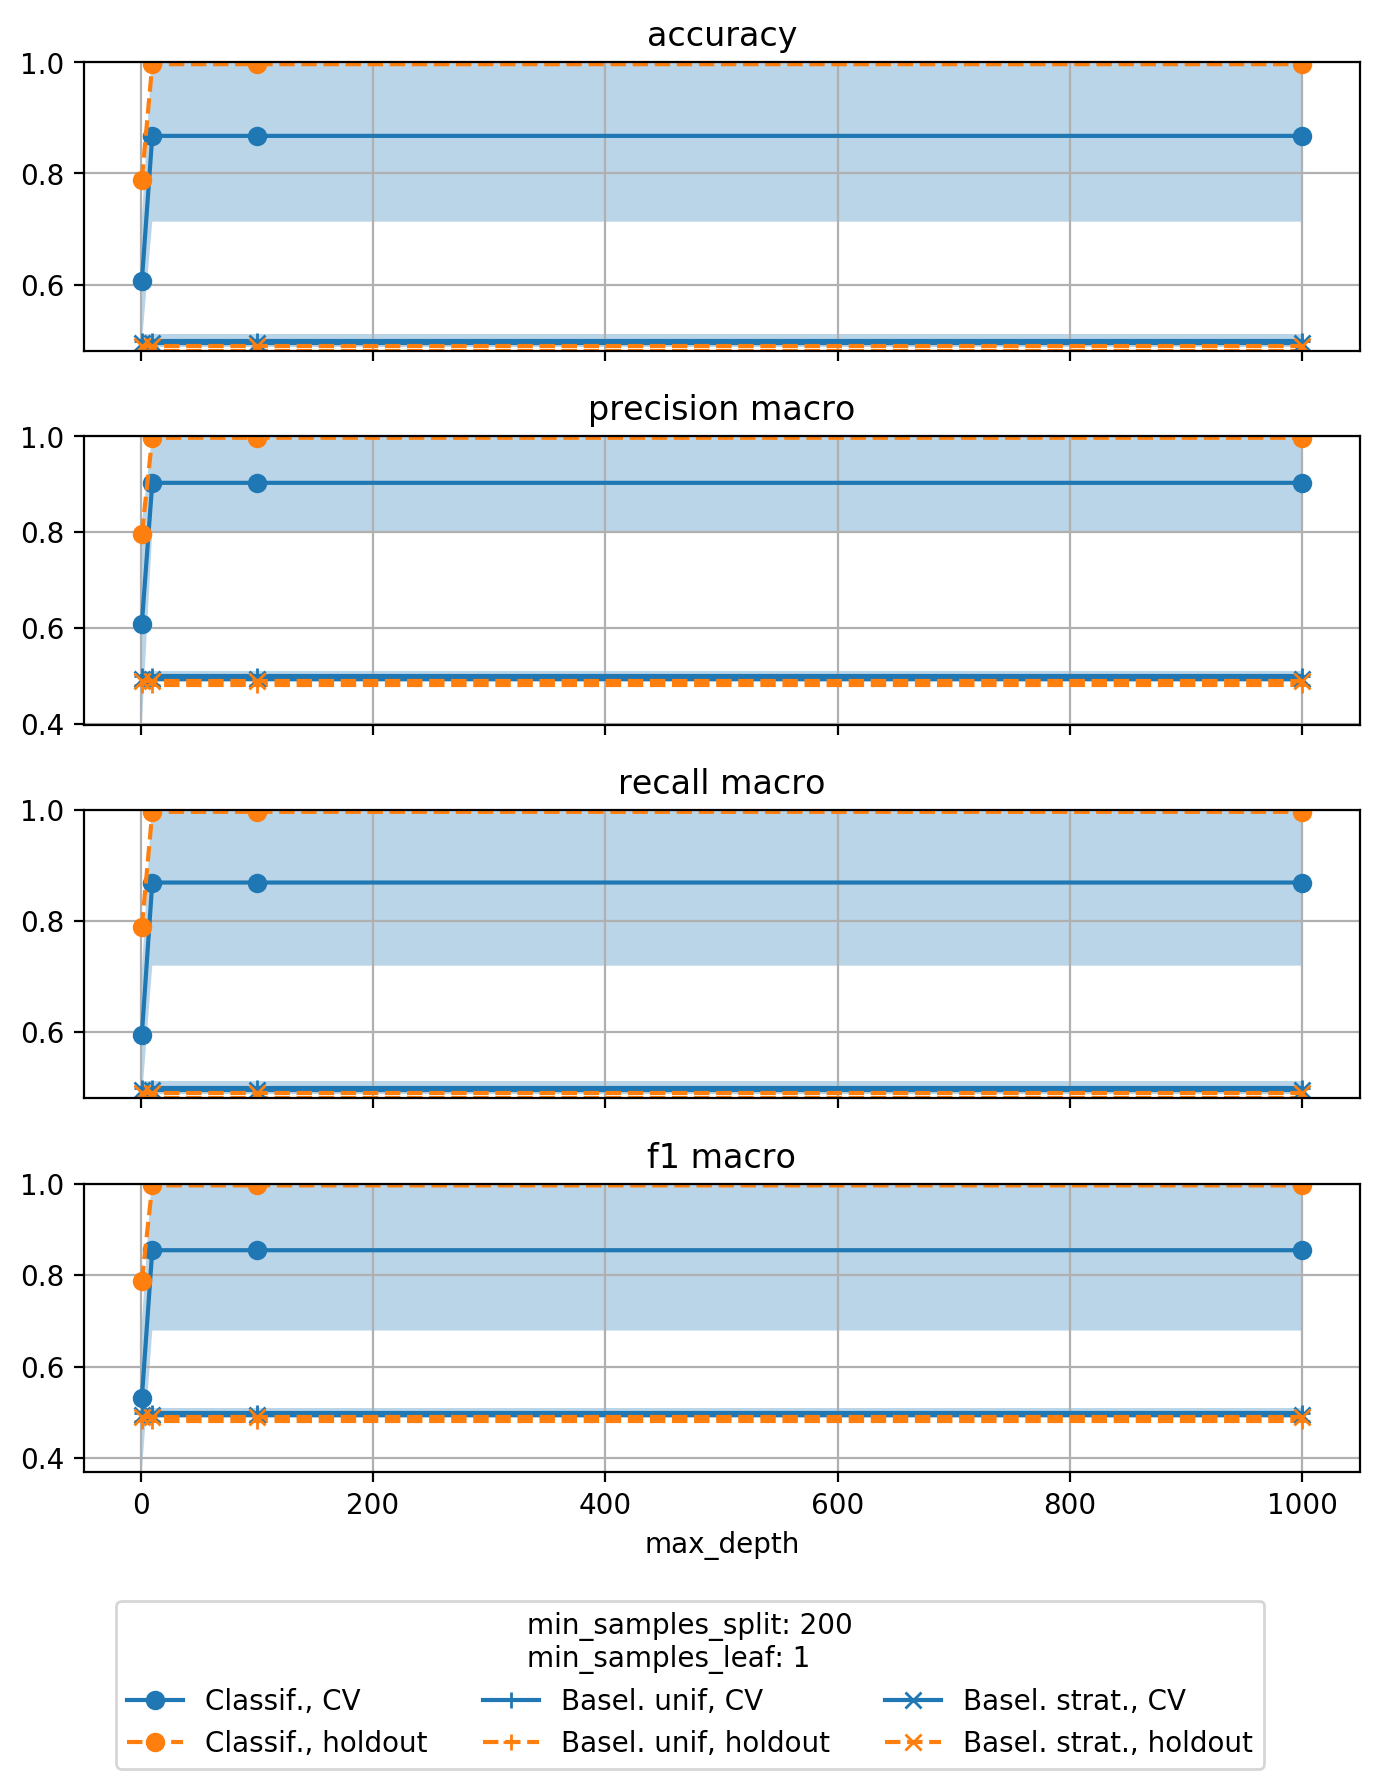 accuracy
1.0
0.8
0.6
precision macro
1.0
0.8
0.6
0.4
recall macro
1.0
0.8
0.6
f1 macro
1.0
0.8
0.6
0.4
0 200 400 600 800 1000
max_depth
min_samples_split: 200
min_samples_leaf: 1
Classif., CV Basel. unif, CV Basel. strat., CV
Classif., holdout Basel. unif, holdout Basel. strat., holdout